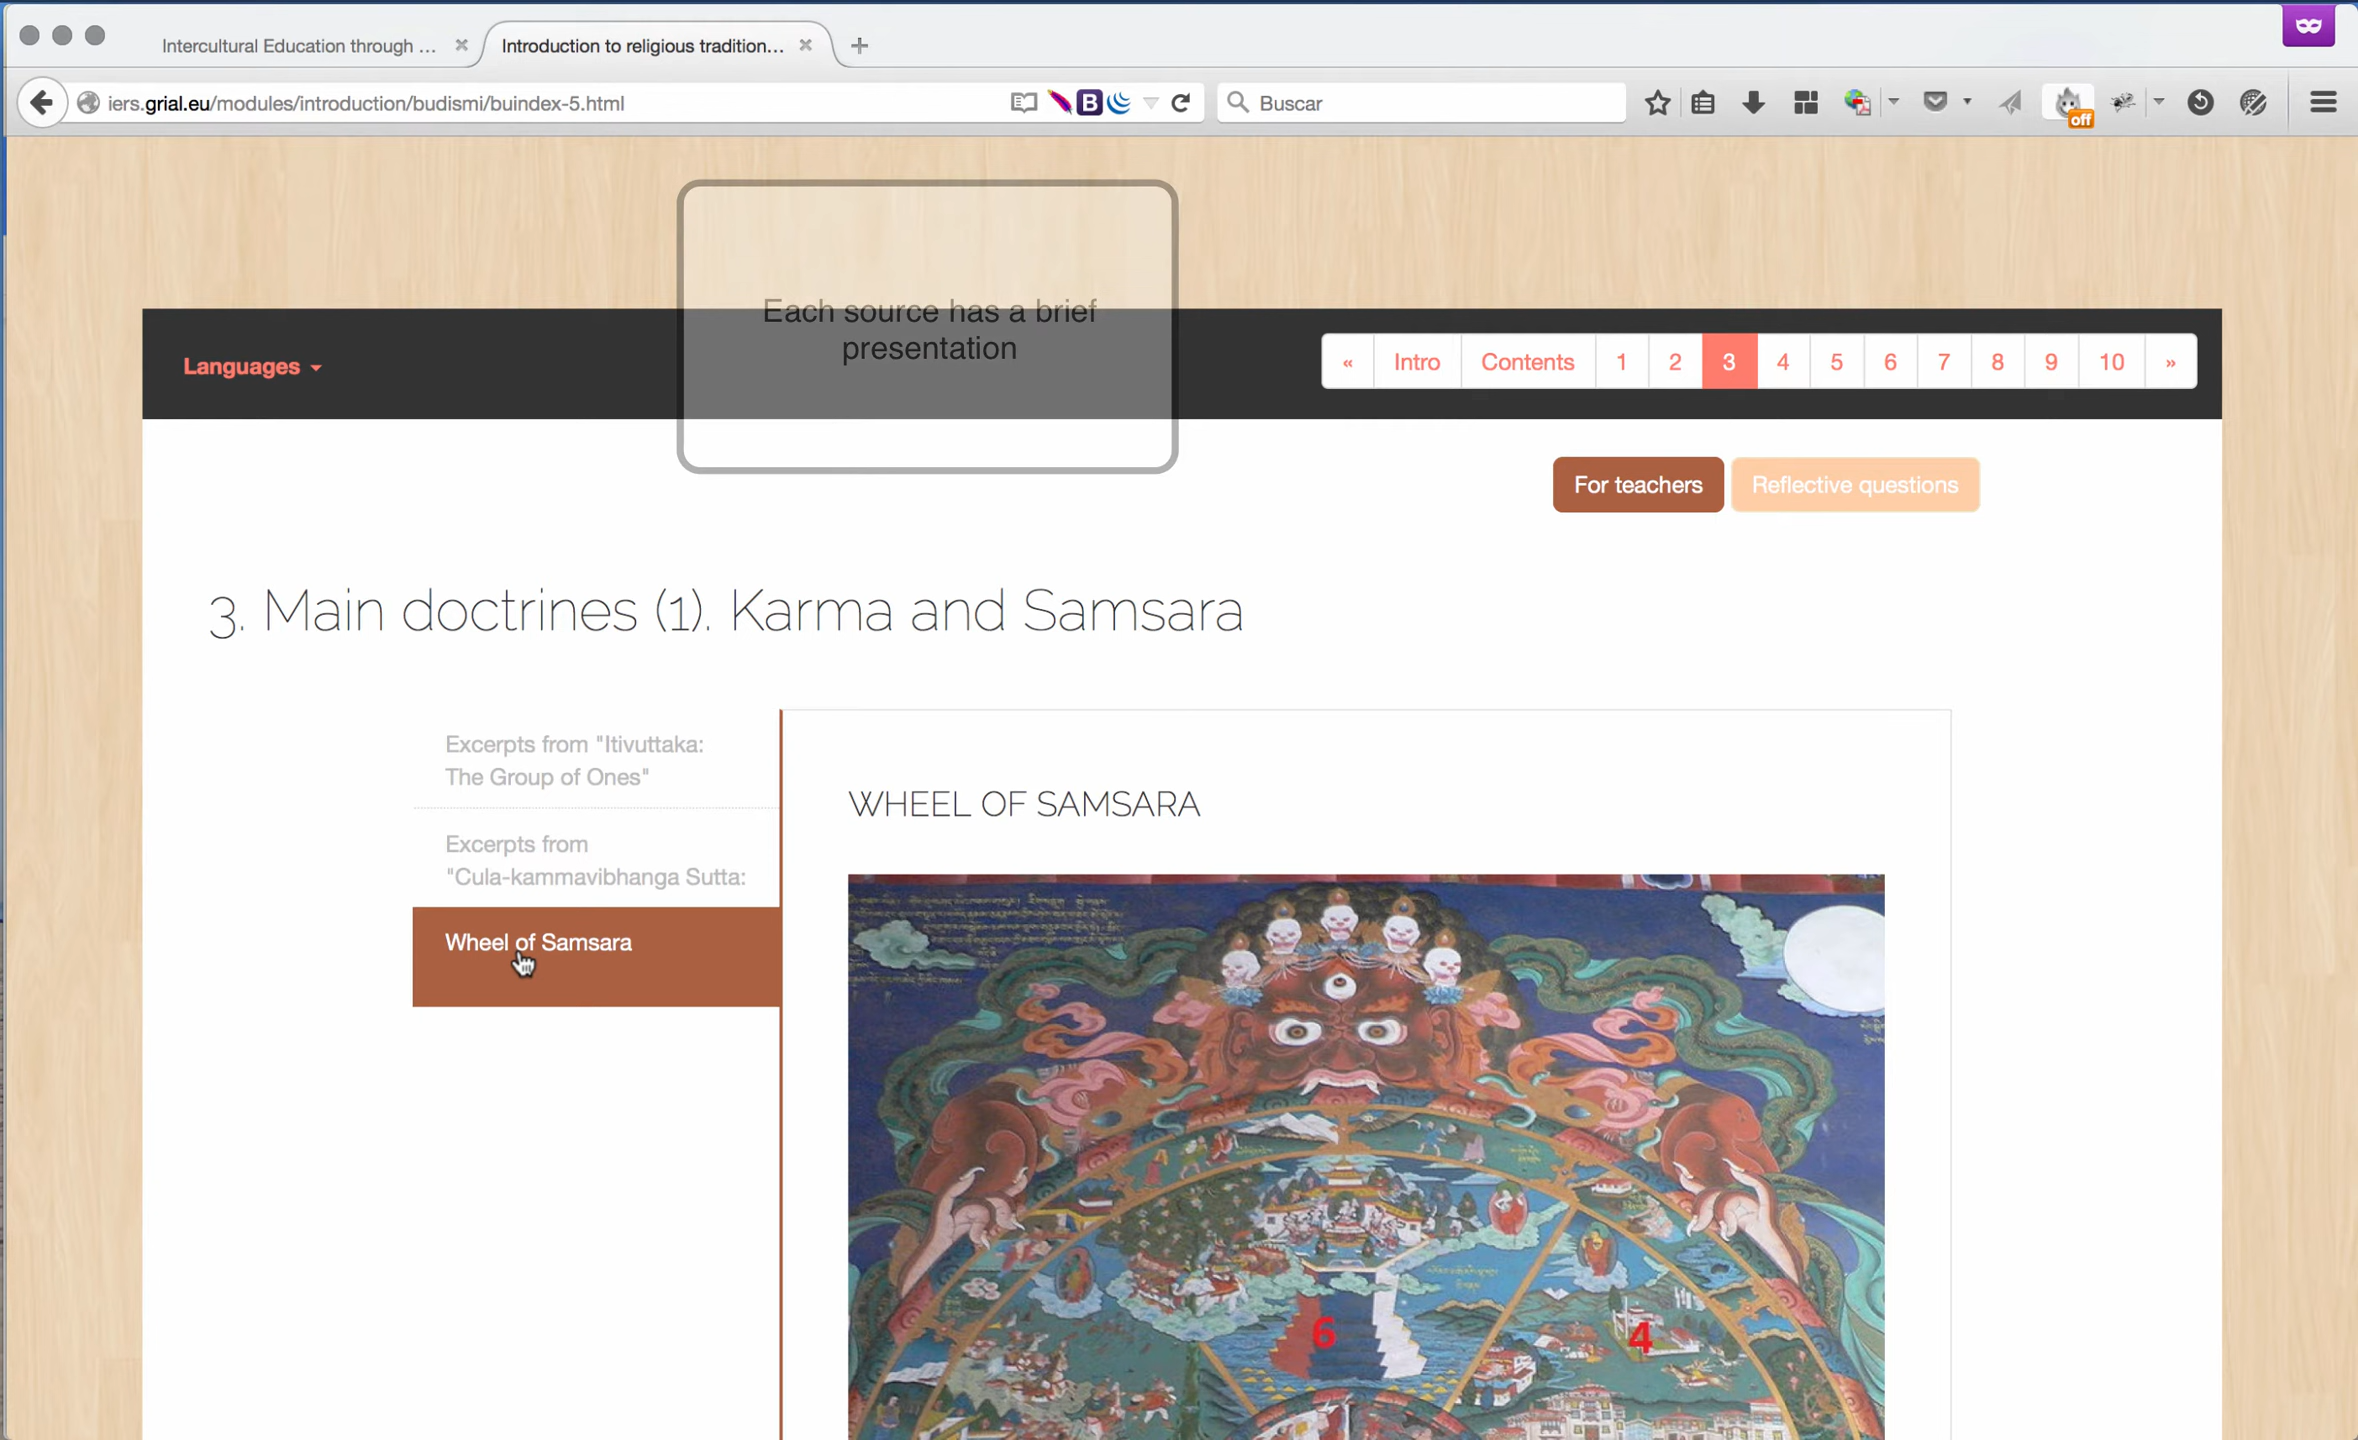 Intercultural Education through ...
Introduction to religious tradition...
iers.grial.eu/modules/introduction/budismi/buindex-5.html
B
Buscar
off
Each source has a brief
presentation
Languages
« Intro Contents 1 2 3 4 5 6 7 8 9 10 »
For teachers
Reflective questions
3. Main doctrines (1). Karma and Samsara
Excerpts from "Itivuttaka:
The Group of Ones"
Excerpts from
"Cula-kammavibhanga Sutta:
Wheel of Samsara
WHEEL OF SAMSARA
6
4